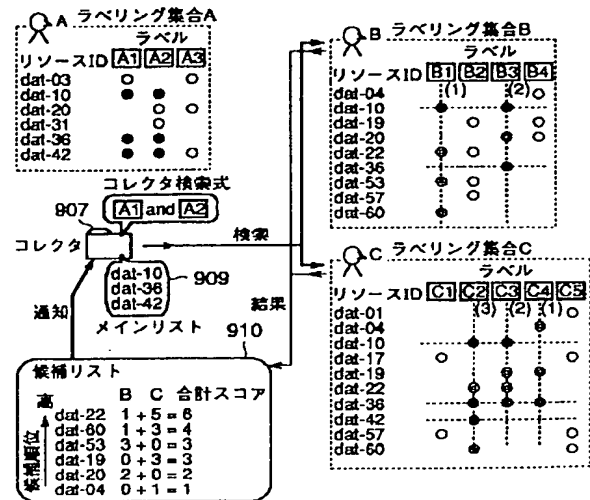 A ラベリング集合A
ラベル
リソースID A1 A2 A3
dat-03
dat-10
dat-20
dat-31
dat-36
dat-42
コレクタ検索式
A1 and A2
907
コレクタ
検索
dat-10
dat-36
dat-42
909
メインリスト
通知
結果
910
候補リスト
B C 合計スコア
高
候補順位
dat-22 1 + 5 = 6
dat-60 1 + 3 = 4
dat-53 3 + 0 = 3
dat-19 0 + 3 = 3
dat-20 2 + 0 = 2
dat-04 0 + 1 = 1
B ラベリング集合B
ラベル
リソースID B1 B2 B3 B4
(1) (2)
dat-04
dat-10
dat-19
dat-20
dat-22
dat-36
dat-53
dat-57
dat-60
C ラベリング集合C
ラベル
リソースID C1 C2 C3 C4 C5
(3) (2) (1)
dat-01
dat-04
dat-10
dat-17
dat-19
dat-22
dat-36
dat-42
dat-57
dat-60